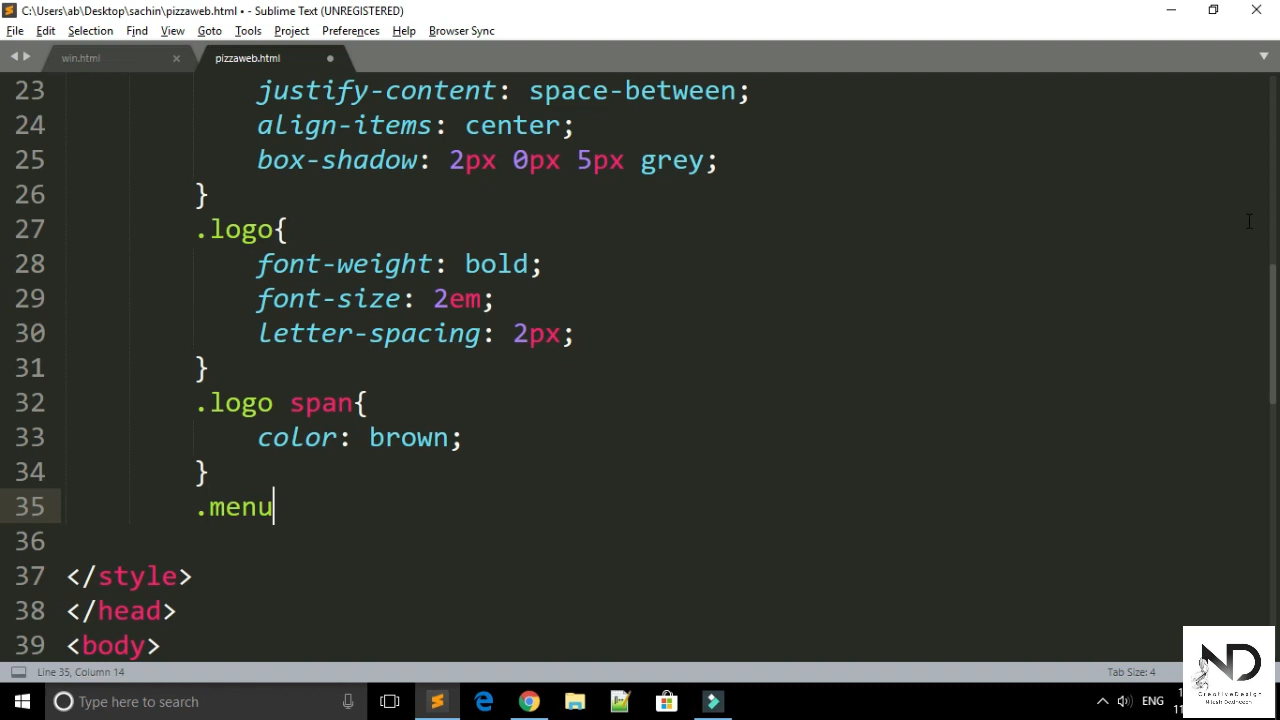 C:\Users\ab\Desktop\sachin\pizzaweb.html • - Sublime Text (UNREGISTERED)
File Edit Selection Find View Goto Tools Project Preferences Help Browser Sync
win.html pizzaweb.html
23 justify-content: space-between;
24 align-items: center;
25 box-shadow: 2px 0px 5px grey;
26 }
27 .logo{
28 font-weight: bold;
29 font-size: 2em;
30 letter-spacing: 2px;
31 }
32 .logo span{
33 color: brown;
34 }
35 .menu
36
37 </style>
38 </head>
39 <body>
Line 35, Column 14 Tab Size: 4
ND
CreativeDesign
Type here to search ENG